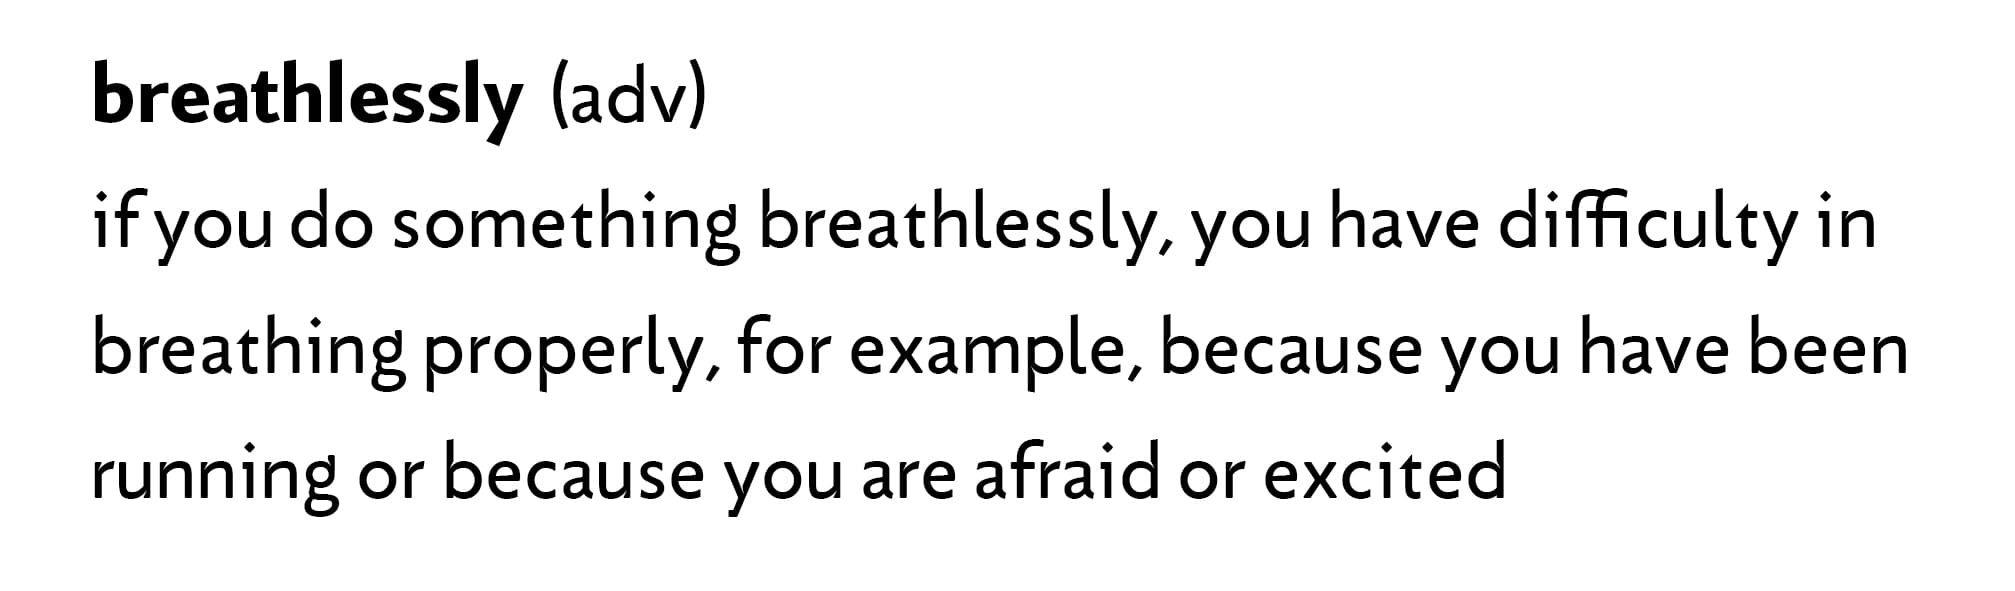 breathlessly (adv)
if you do something breathlessly, you have difficulty in
breathing properly, for example, because you have been
running or because you are afraid or excited